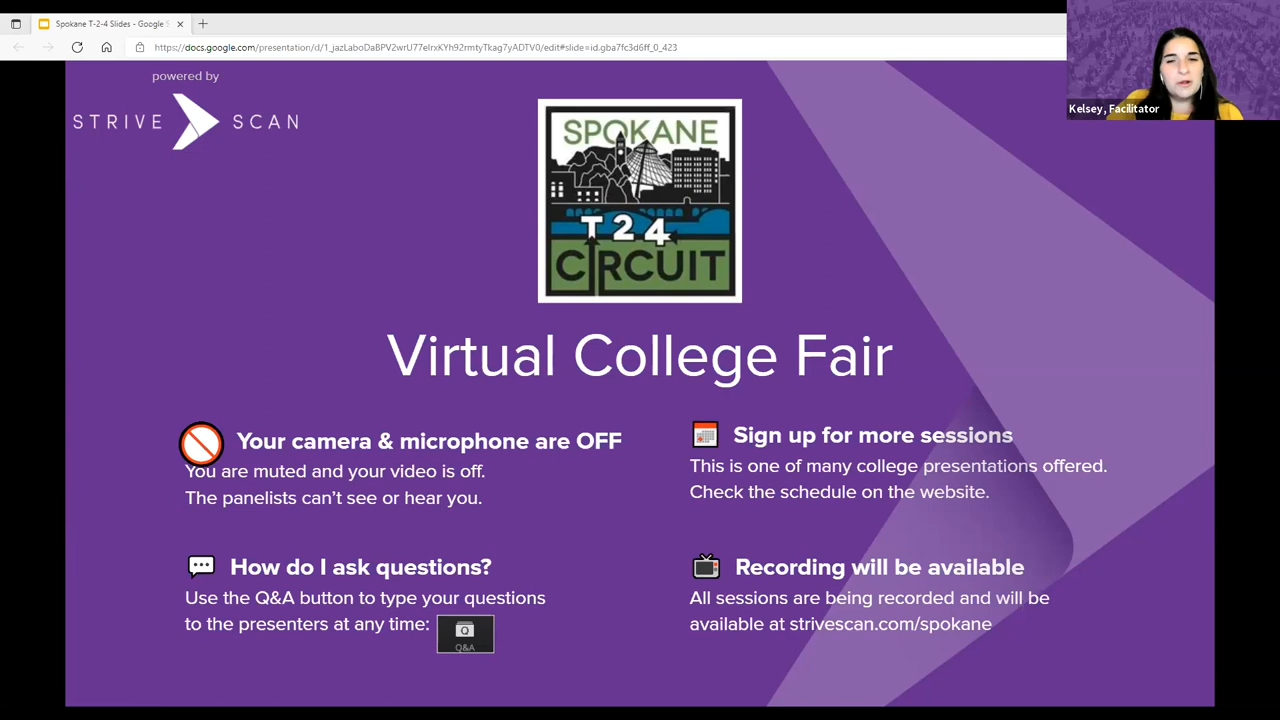 Spokane T-2-4 Slides - Google S
https://docs.google.com/presentation/d/1_jazLaboDaBPV2wrU77elrxKYh92rmtyTkag7yADTV0/edit#slide=id.gba7fc3d6ff_0_423
Kelsey, Facilitator
powered by
STRIVE SCAN
SPOKANE
T 2 4
CIRCUIT
Virtual College Fair
Your camera & microphone are OFF
You are muted and your video is off.
The panelists can't see or hear you.
Sign up for more sessions
This is one of many college presentations offered.
Check the schedule on the website.
How do I ask questions?
Use the Q&A button to type your questions
to the presenters at any time:
Q
Q&A
Recording will be available
All sessions are being recorded and will be
available at strivescan.com/spokane